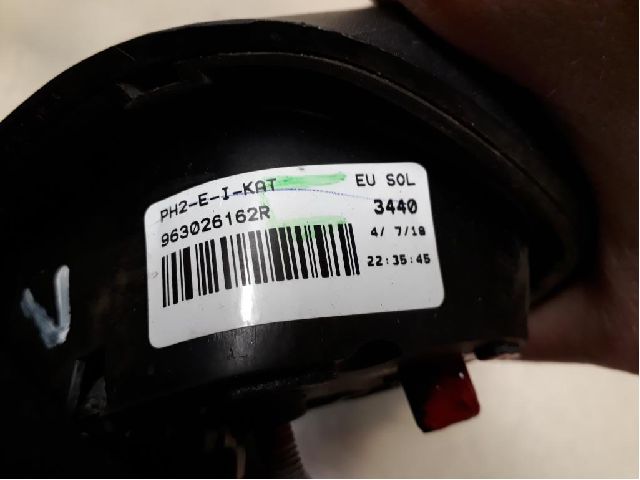 PH2-E-I-KAT EU SOL
963026162R 3440
4/ 7/18
22:35:45
V